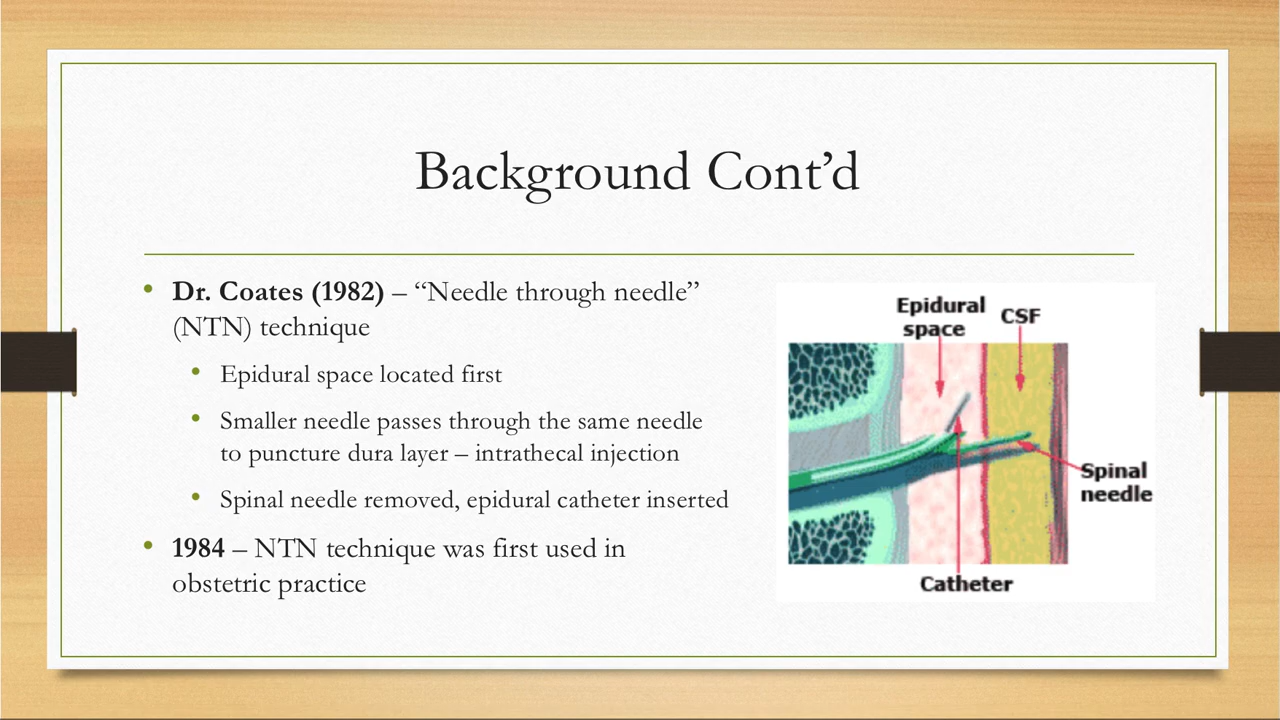 Background Cont’d
• Dr. Coates (1982) – “Needle through needle”
(NTN) technique
• Epidural space located first
• Smaller needle passes through the same needle
to puncture dura layer – intrathecal injection
• Spinal needle removed, epidural catheter inserted
• 1984 – NTN technique was first used in
obstetric practice
Epidural
space
CSF
Spinal
needle
Catheter